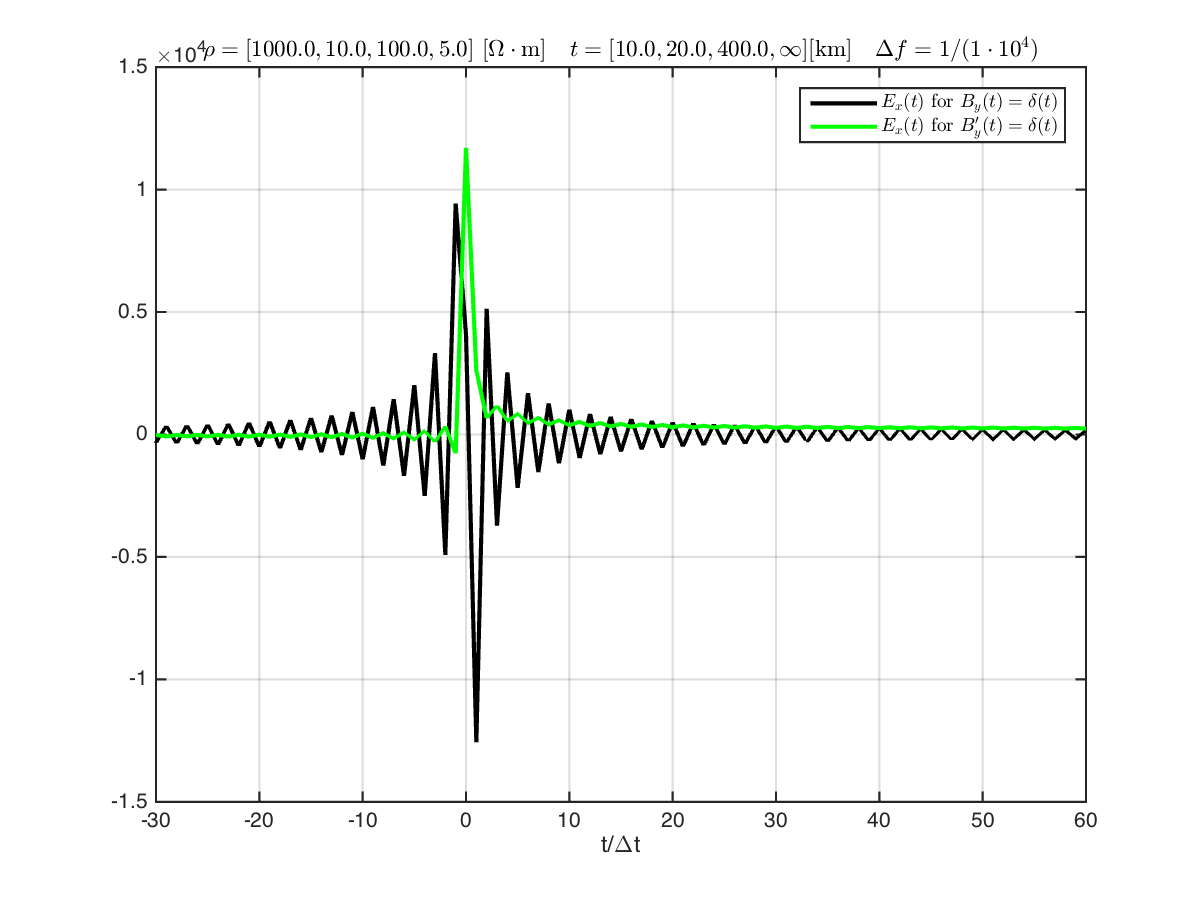 ×10⁴ρ = [1000.0, 10.0, 100.0, 5.0] [Ω · m] t = [10.0, 20.0, 400.0, ∞][km] Δf = 1/(1 · 10⁴)
1.5
Eₓ(t) for B_y(t) = δ(t)
Eₓ(t) for B′_y(t) = δ(t)
1
0.5
0
-0.5
-1
-1.5
-30 -20 -10 0 10 20 30 40 50 60
t/Δt